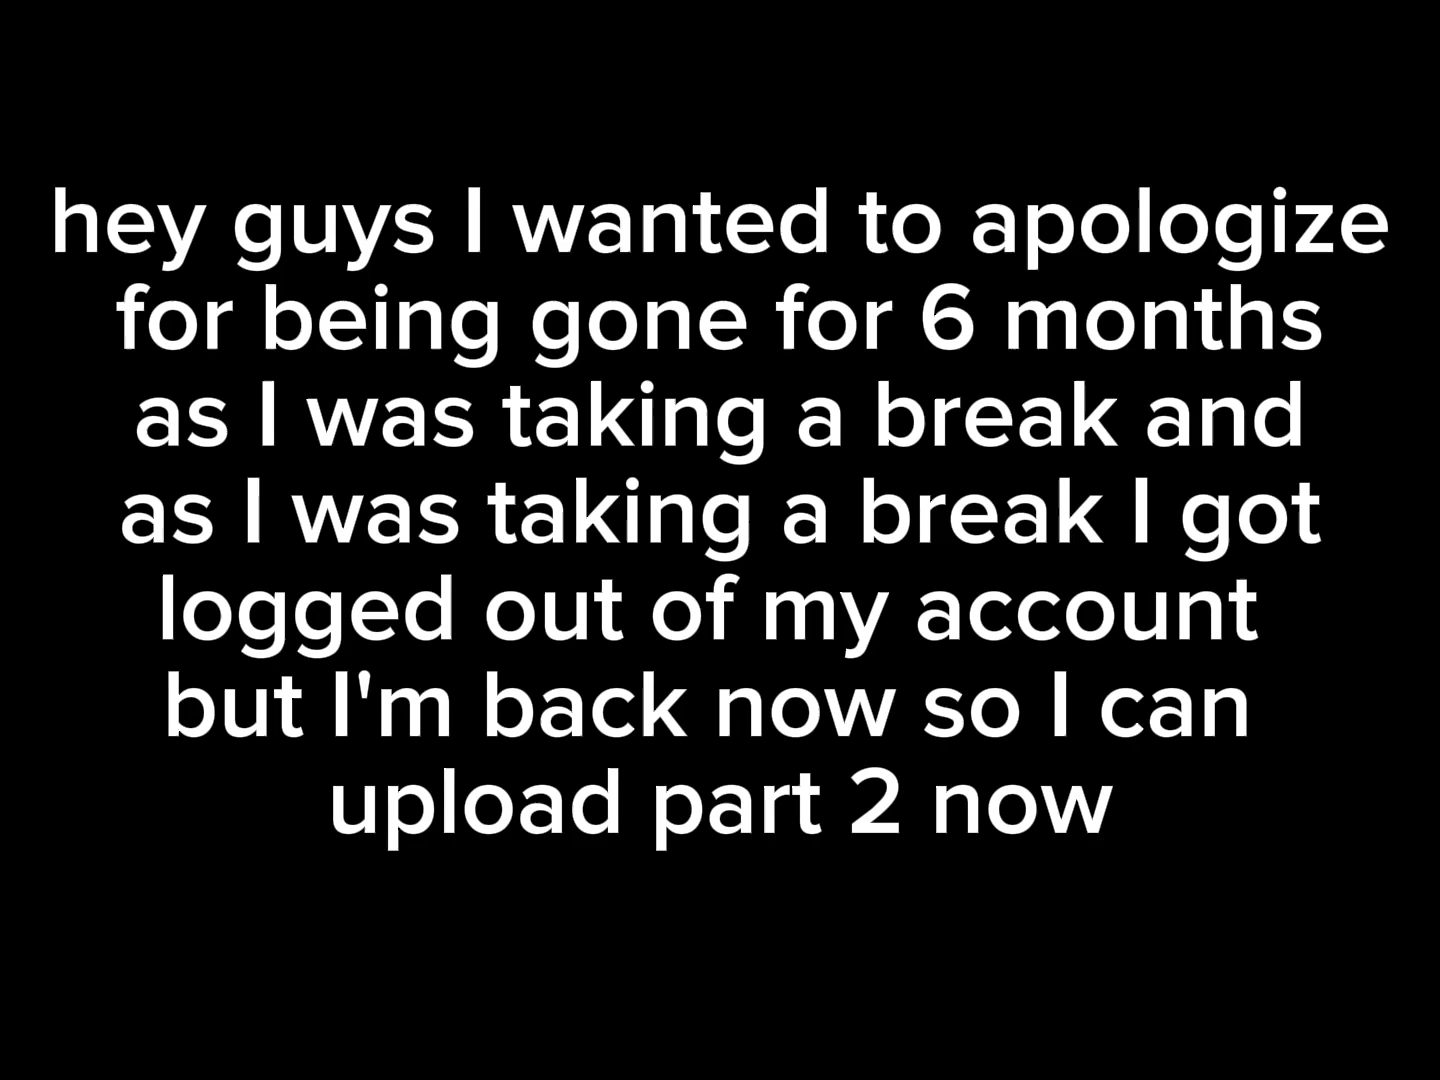 hey guys I wanted to apologize
for being gone for 6 months
as I was taking a break and
as I was taking a break I got
logged out of my account
but I'm back now so I can
upload part 2 now